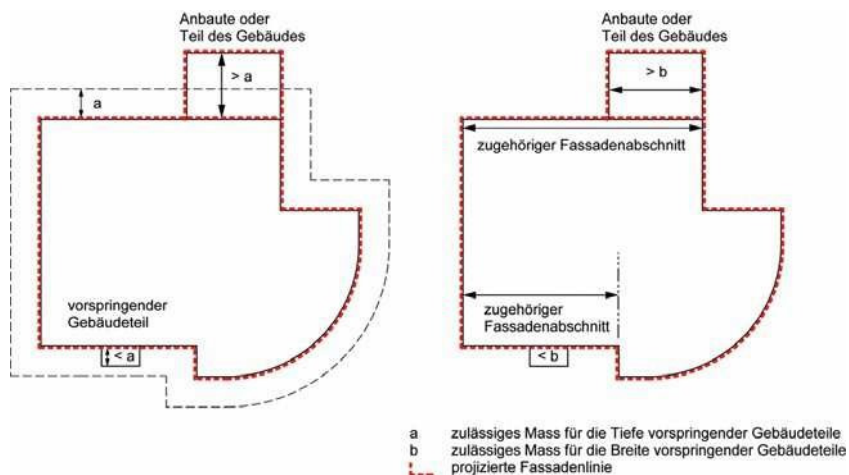 Anbaute oder
Teil des Gebäudes
> a
a
vorspringender
Gebäudeteil
< a
Anbaute oder
Teil des Gebäudes
> b
zugehöriger Fassadenabschnitt
zugehöriger
Fassadenabschnitt
< b
a zulässiges Mass für die Tiefe vorspringender Gebäudeteile
b zulässiges Mass für die Breite vorspringender Gebäudeteile
projizierte Fassadenlinie